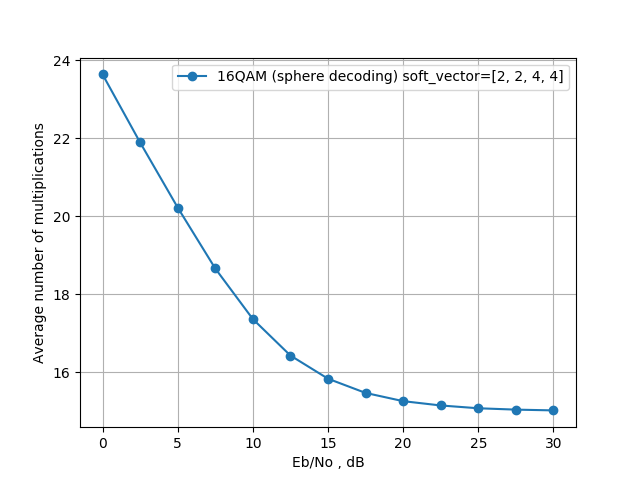 24
16QAM (sphere decoding) soft_vector=[2, 2, 4, 4]
22
20
18
16
Average number of multiplications
0 5 10 15 20 25 30
Eb/No , dB